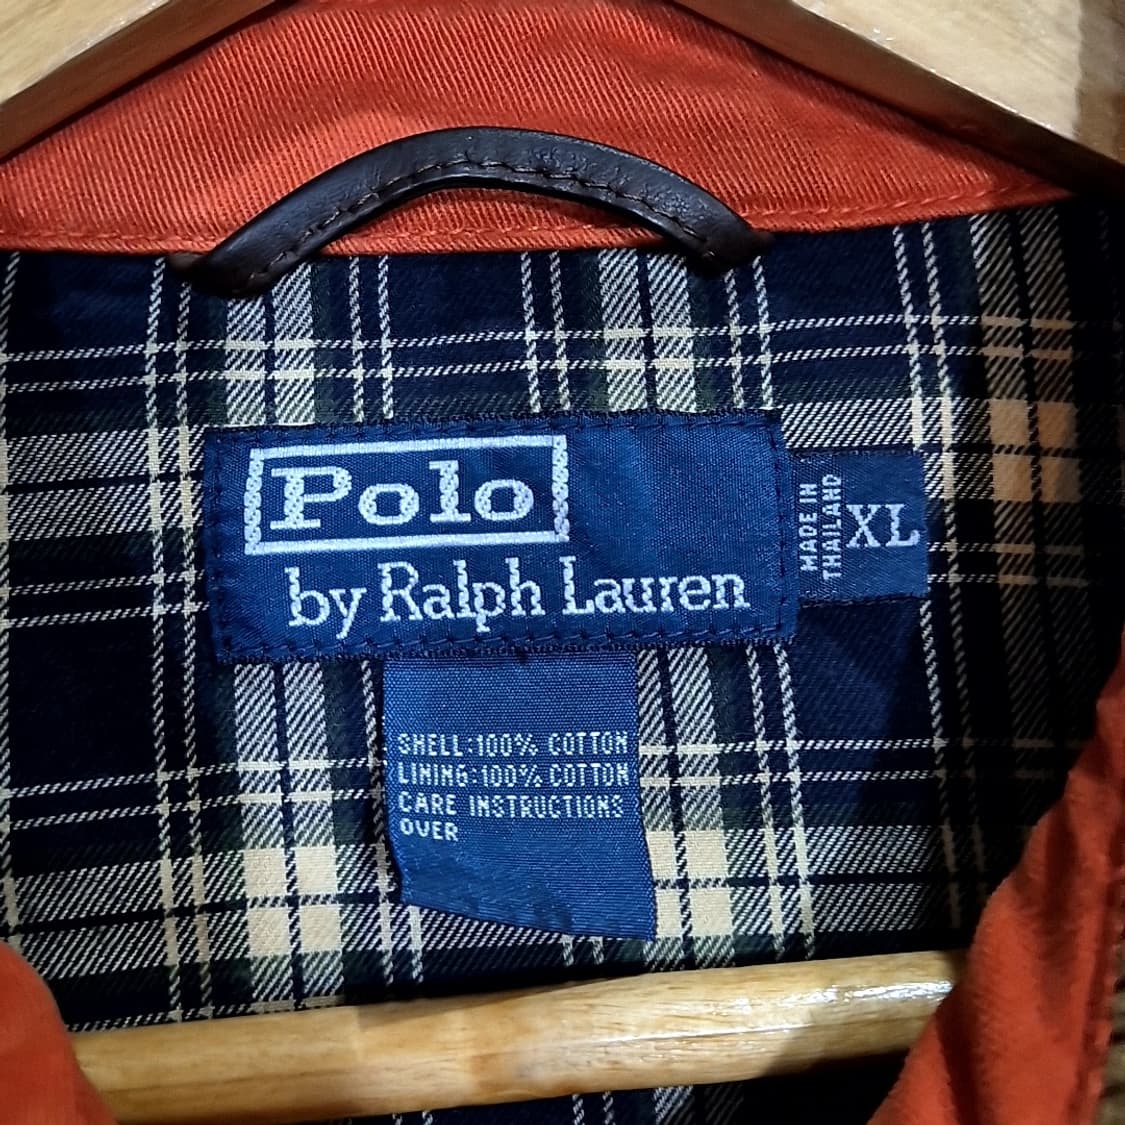 Polo
by Ralph Lauren
MADE IN
THAILAND
XL
SHELL:100% COTTON
LINING:100% COTTON
CARE INSTRUCTIONS
OVER